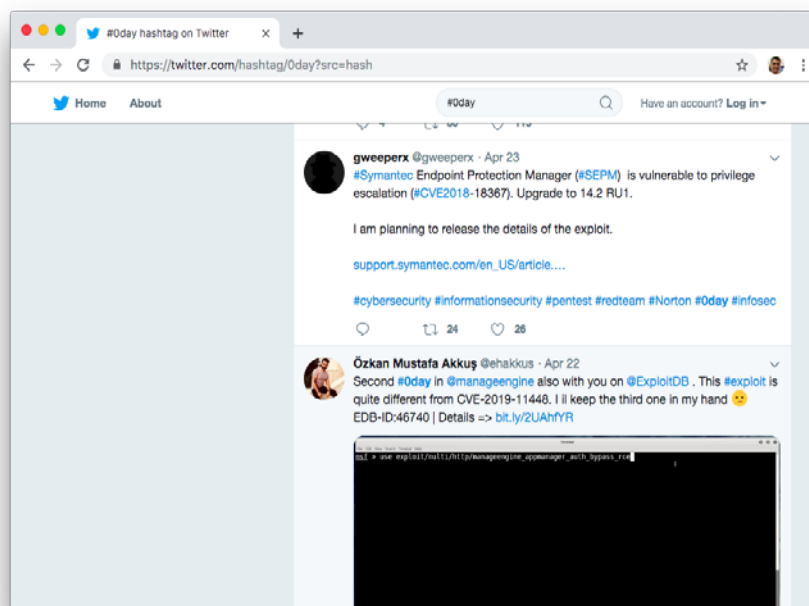 #0day hashtag on Twitter
https://twitter.com/hashtag/0day?src=hash
Home About #0day Have an account? Log in
gweeperx @gweeperx · Apr 23
#Symantec Endpoint Protection Manager (#SEPM) is vulnerable to privilege
escalation (#CVE2018-18367). Upgrade to 14.2 RU1.
I am planning to release the details of the exploit.
support.symantec.com/en_US/article....
#cybersecurity #informationsecurity #pentest #redteam #Norton #0day #infosec
24 26
Özkan Mustafa Akkuş @ehakkus · Apr 22
Second #0day in @manageengine also with you on @ExploitDB . This #exploit is
quite different from CVE-2019-11448. I il keep the third one in my hand 😕
EDB-ID:46740 | Details => bit.ly/2UAhfYR
msf > use exploit/multi/http/manageengine_appmanager_auth_bypass_rce